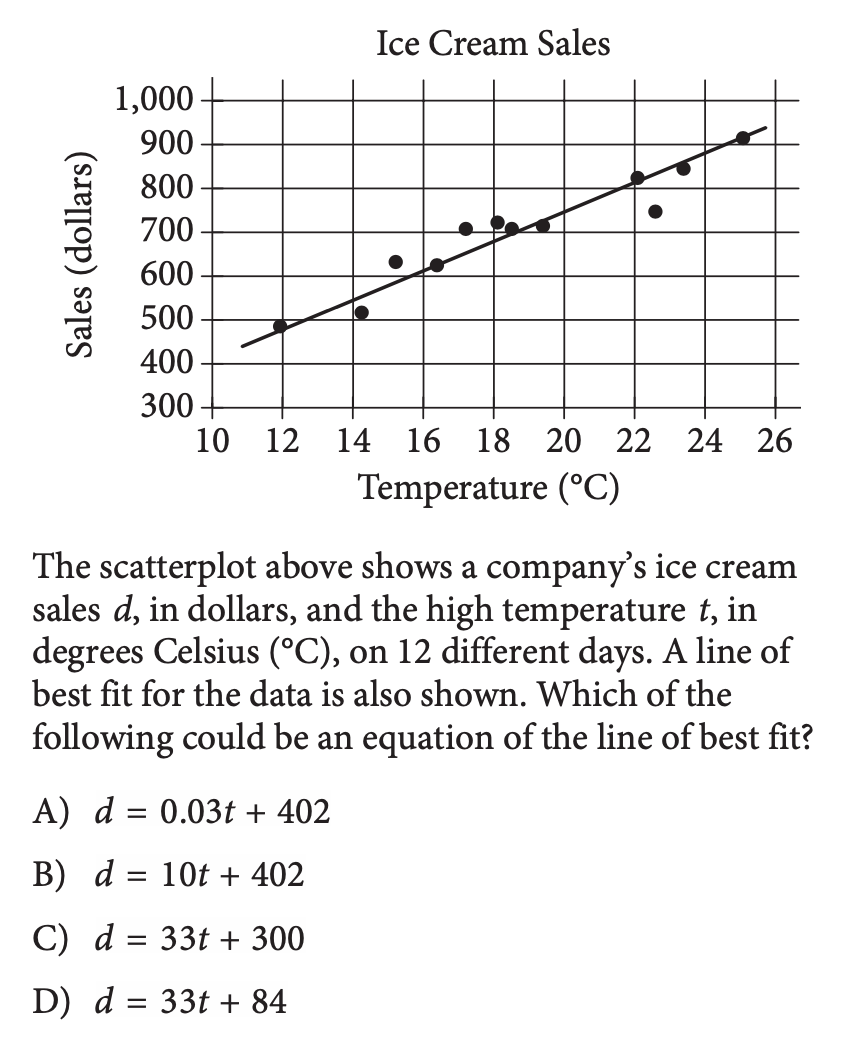 Ice Cream Sales
1,000
900
800
700
600
500
400
300
Sales (dollars)
10 12 14 16 18 20 22 24 26
Temperature (°C)
The scatterplot above shows a company’s ice cream
sales d, in dollars, and the high temperature t, in
degrees Celsius (°C), on 12 different days. A line of
best fit for the data is also shown. Which of the
following could be an equation of the line of best fit?
A) d = 0.03t + 402
B) d = 10t + 402
C) d = 33t + 300
D) d = 33t + 84